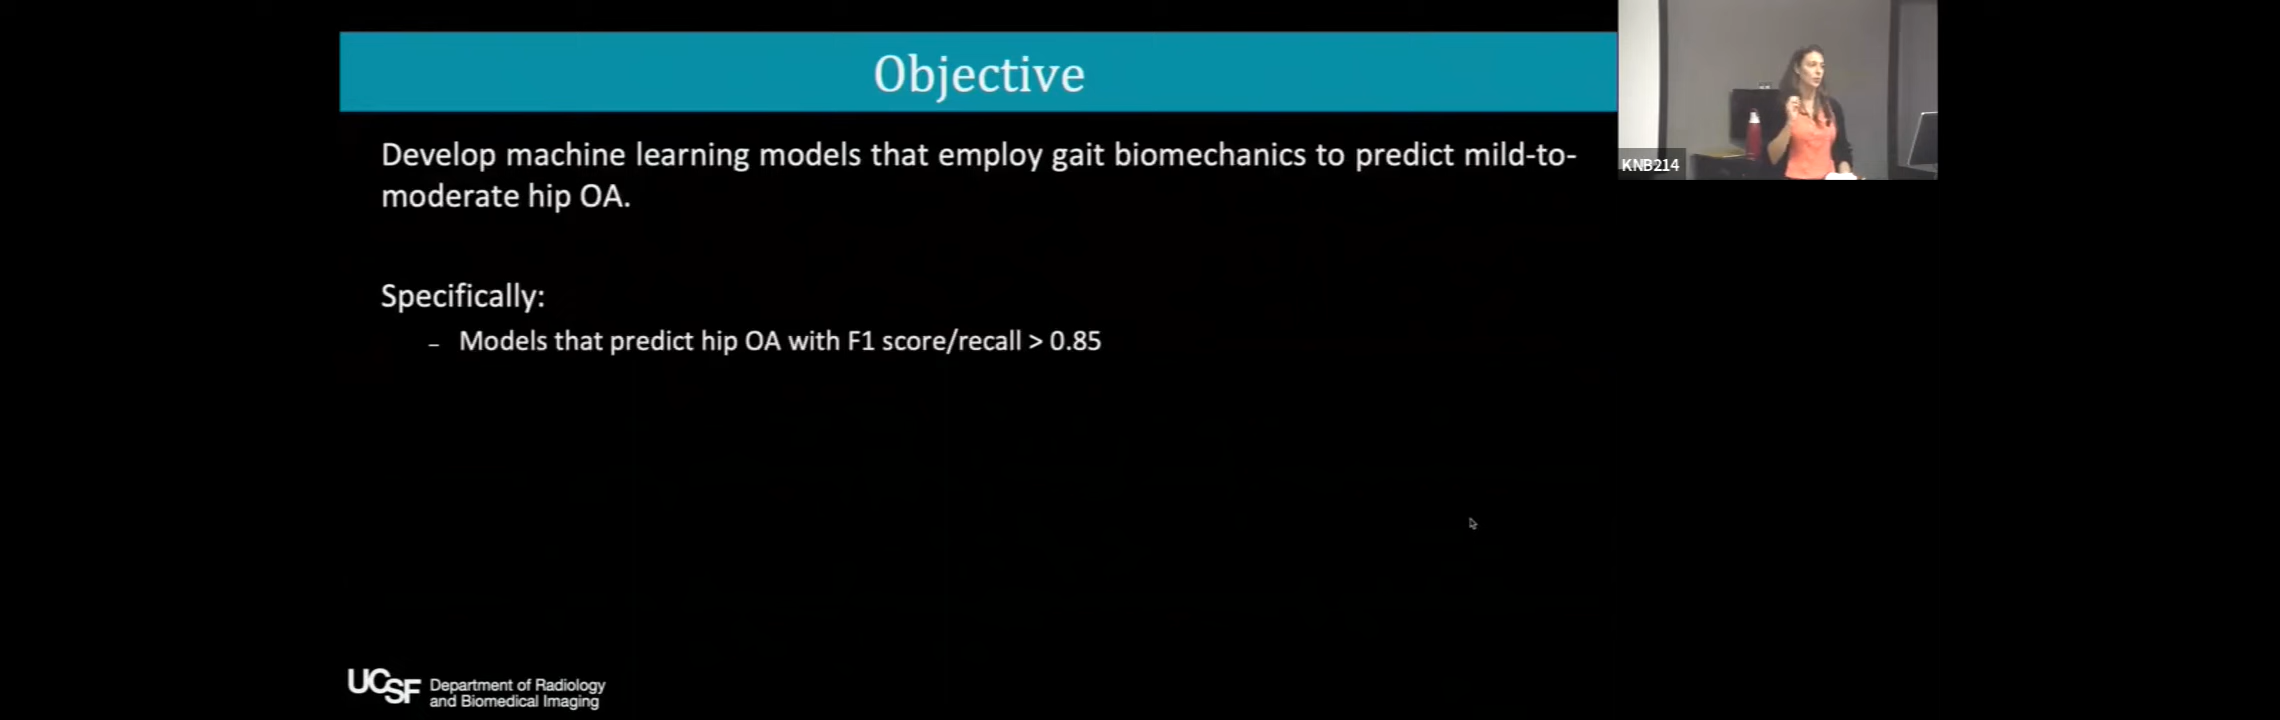 Objective
Develop machine learning models that employ gait biomechanics to predict mild-to-
moderate hip OA.
Specifically:
– Models that predict hip OA with F1 score/recall > 0.85
KNB214
UCSF Department of Radiology
and Biomedical Imaging